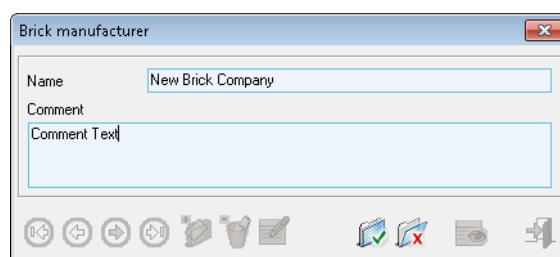 Brick manufacturer
Name New Brick Company
Comment
Comment Text